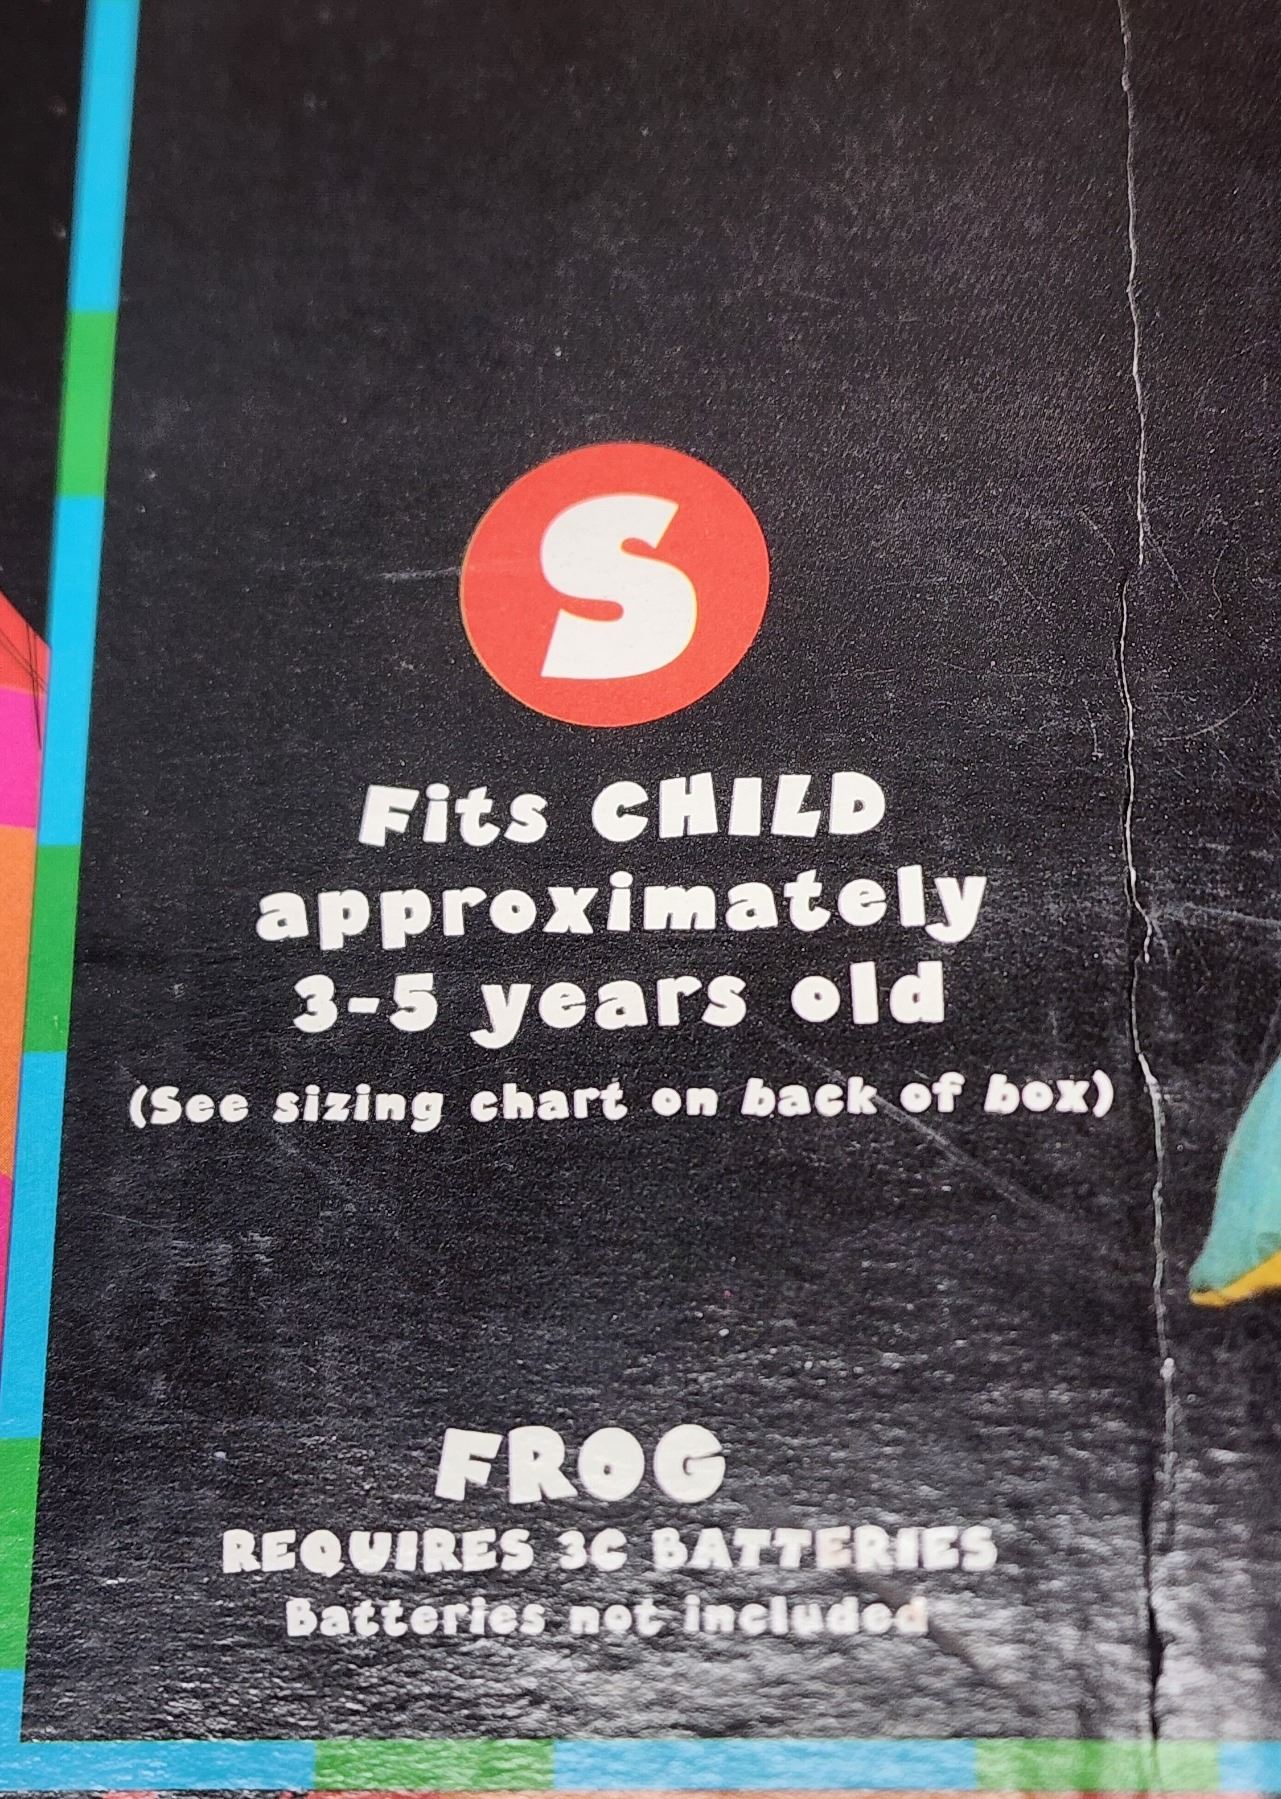 S
Fits CHILD
approximately
3-5 years old
(See sizing chart on back of box)
FROG
REQUIRES 3C BATTERIES
Batteries not included